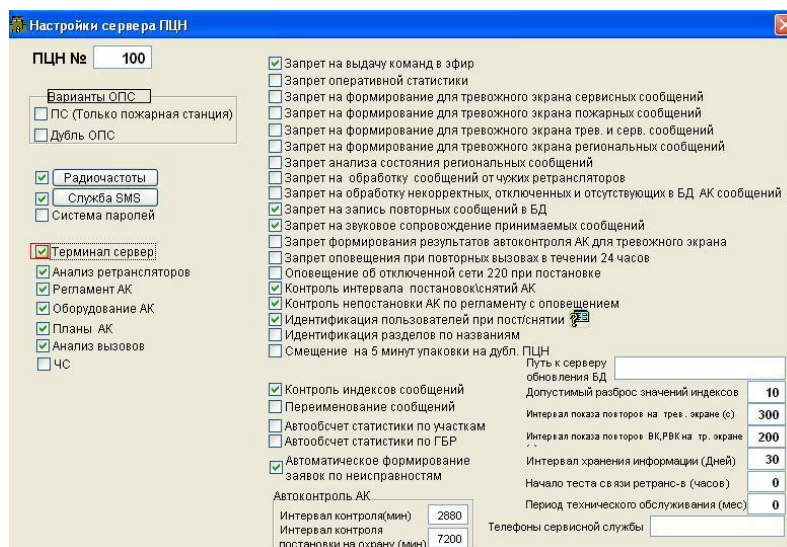 Настройки сервера ПЦН
ПЦН № 100
Варианты ОПС
ПС (Только пожарная станция)
Дубль ОПС
Радиочастоты
Служба SMS
Система паролей
Терминал сервер
Анализ ретрансляторов
Регламент АК
Оборудование АК
Планы АК
Анализ вызовов
ЧС
Запрет на выдачу команд в эфир
Запрет оперативной статистики
Запрет на формирование для тревожного экрана сервисных сообщений
Запрет на формирование для тревожного экрана пожарных сообщений
Запрет на формирование для тревожного экрана трев. и серв. сообщений
Запрет на формирование для тревожного экрана региональных сообщений
Запрет анализа состояния региональных сообщений
Запрет на обработку сообщений от чужих ретрансляторов
Запрет на обработку некорректных, отключенных и отсутствующих в БД АК сообщений
Запрет на запись повторных сообщений в БД
Запрет на звуковое сопровождение принимаемых сообщений
Запрет формирования результатов автоконтроля АК для тревожного экрана
Запрет оповещения при повторных вызовах в течении 24 часов
Оповещение об отключенной сети 220 при постановке
Контроль интервала постановок\снятий АК
Контроль непостановки АК по регламенту с оповещением
Идентификация пользователей при пост/снятии
Идентификация разделов по названиям
Смещение на 5 минут упаковки на дубл. ПЦН
Контроль индексов сообщений
Переименование сообщений
Автообсчет статистики по участкам
Автообсчет статистики по ГБР
Автоматическое формирование
заявок по неисправностям
Автоконтроль АК
Интервал контроля(мин) 2880
Интервал контроля
постановки на охрану (мин) 7200
Путь к серверу
обновления БД
Допустимый разброс значений индексов 10
Интервал показа повторов на трев. экране (с) 300
Интервал показа повторов ВК,РВК на тр. экране 200
Интервал хранения информации (Дней) 30
Начало теста связи ретранс-в (часов) 0
Период технического обслуживания (мес) 0
Телефоны сервисной службы